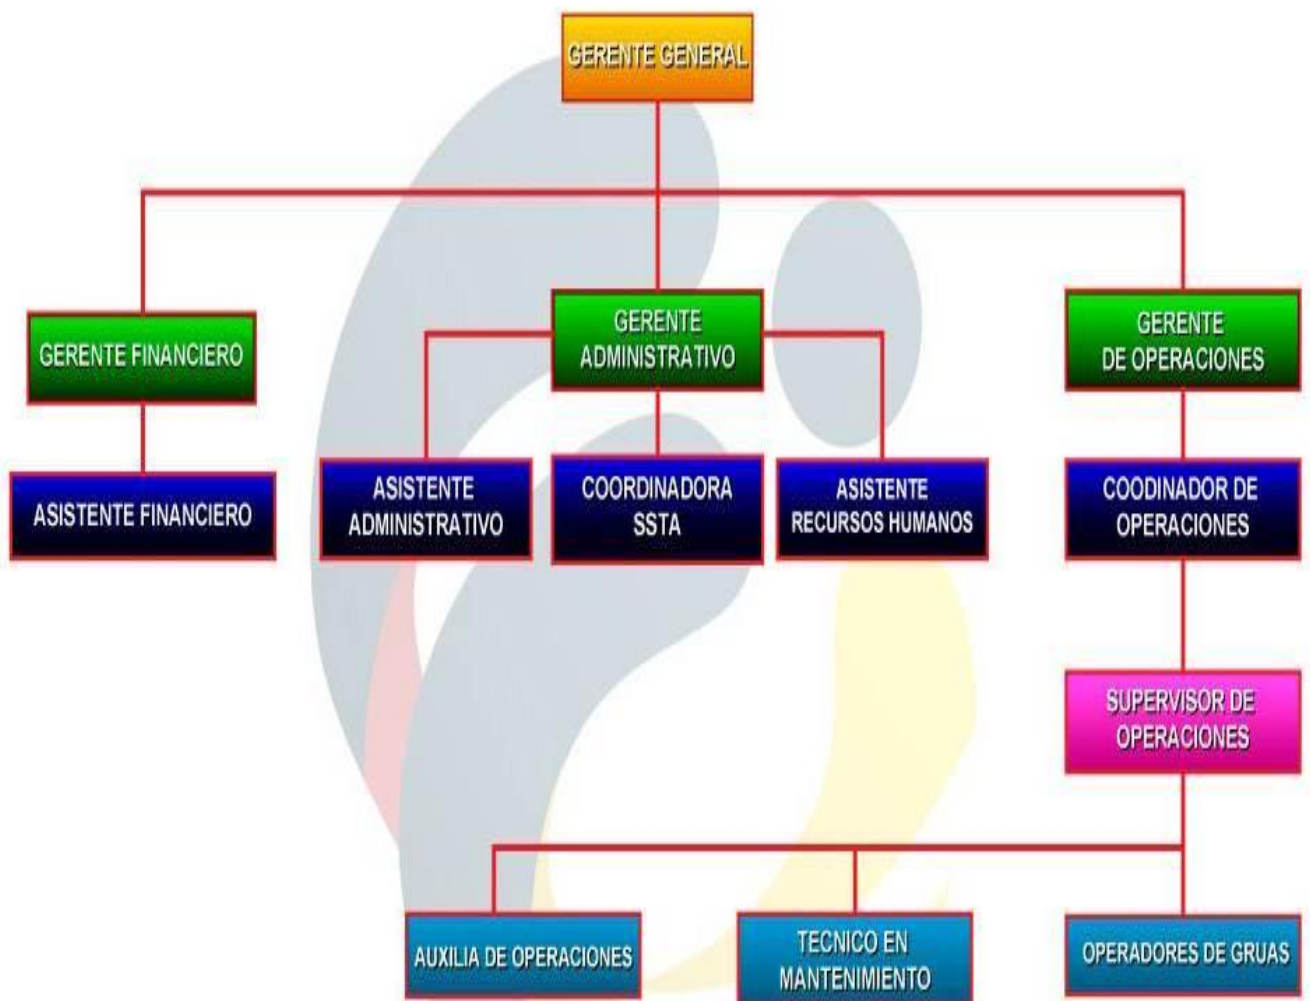 GERENTE GENERAL
GERENTE FINANCIERO
GERENTE
ADMINISTRATIVO
GERENTE
DE OPERACIONES
ASISTENTE FINANCIERO
ASISTENTE
ADMINISTRATIVO
COORDINADORA
SSTA
ASISTENTE
RECURSOS HUMANOS
COODINADOR DE
OPERACIONES
SUPERVISOR DE
OPERACIONES
AUXILIA DE OPERACIONES
TECNICO EN
MANTENIMIENTO
OPERADORES DE GRUAS